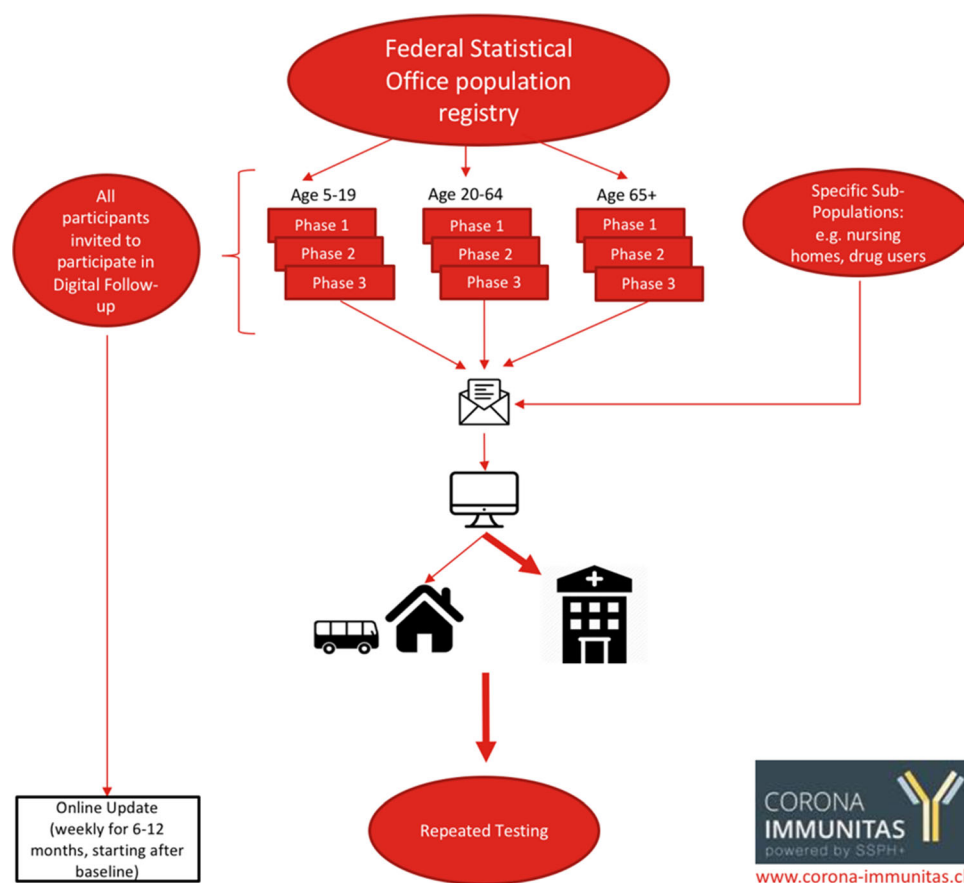 Federal Statistical
Office population
registry
All
participants
invited to
participate in
Digital Follow-
up
Age 5-19
Phase 1
Phase 2
Phase 3
Age 20-64
Phase 1
Phase 2
Phase 3
Age 65+
Phase 1
Phase 2
Phase 3
Specific Sub-
Populations:
e.g. nursing
homes, drug users
Online Update
(weekly for 6-12
months, starting after
baseline)
Repeated Testing
CORONA
IMMUNITAS
powered by SSPH+
www.corona-immunitas.c